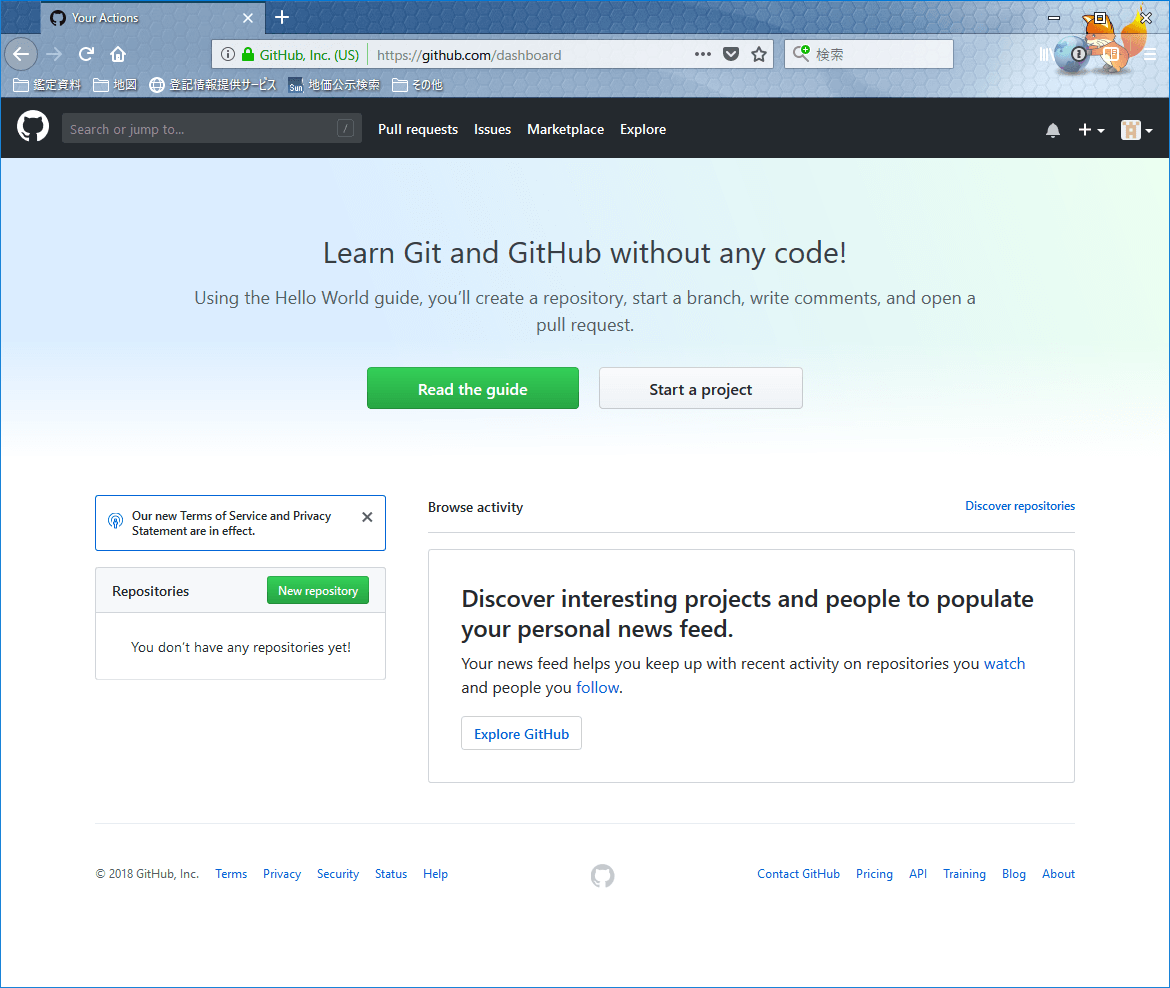 Your Actions
GitHub, Inc. (US) https://github.com/dashboard 検索
鑑定資料 地図 登記情報提供サービス Sun 地価公示検索 その他
Search or jump to... / Pull requests Issues Marketplace Explore
Learn Git and GitHub without any code!
Using the Hello World guide, you’ll create a repository, start a branch, write comments, and open a
pull request.
Read the guide Start a project
Our new Terms of Service and Privacy
Statement are in effect.
Repositories New repository
You don’t have any repositories yet!
Browse activity Discover repositories
Discover interesting projects and people to populate
your personal news feed.
Your news feed helps you keep up with recent activity on repositories you watch
and people you follow.
Explore GitHub
© 2018 GitHub, Inc. Terms Privacy Security Status Help Contact GitHub Pricing API Training Blog About